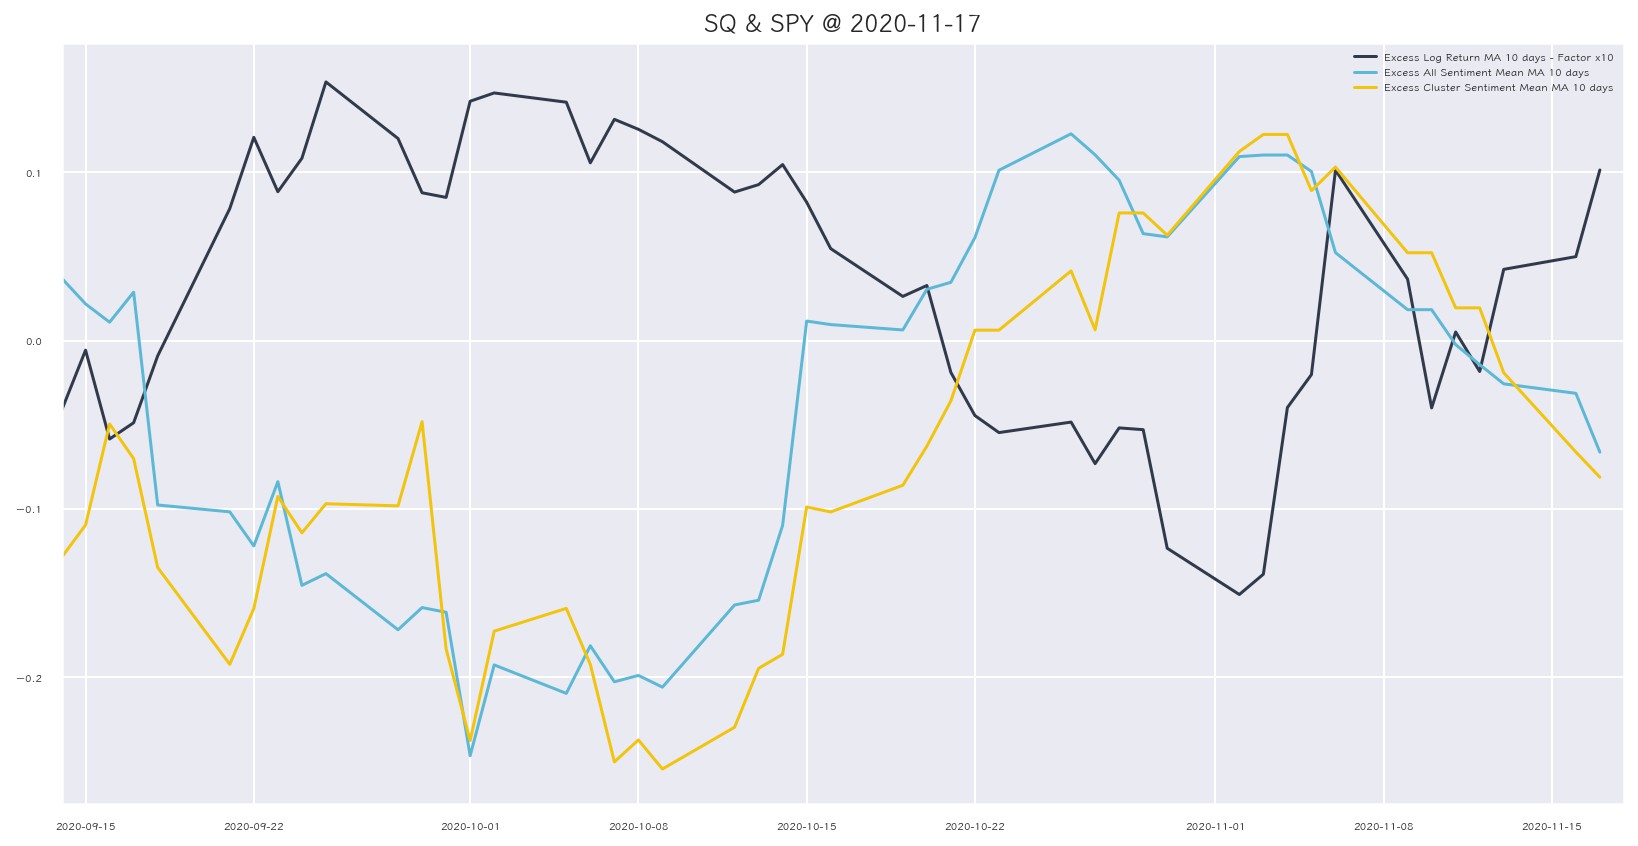 SQ & SPY @ 2020-11-17
Excess Log Return MA 10 days - Factor x10
Excess All Sentiment Mean MA 10 days
Excess Cluster Sentiment Mean MA 10 days
0.1
0.0
−0.1
−0.2
2020-09-15 2020-09-22 2020-10-01 2020-10-08 2020-10-15 2020-10-22 2020-11-01 2020-11-08 2020-11-15